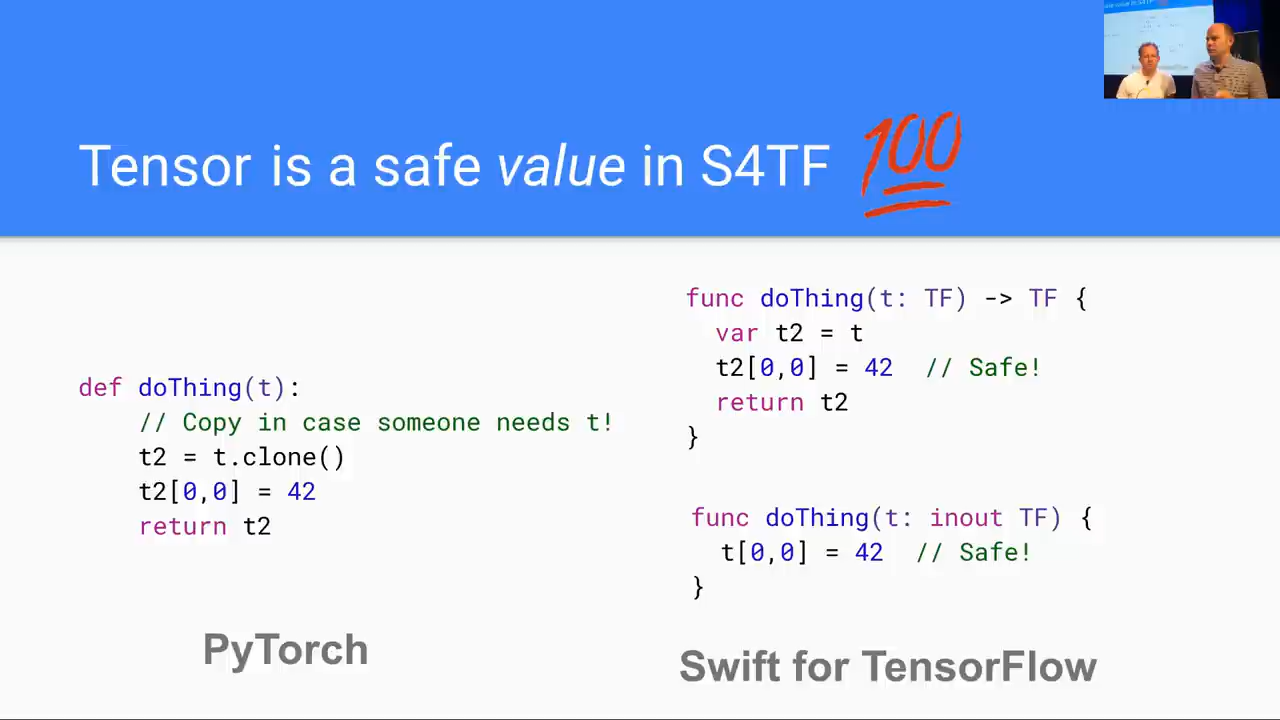 Tensor is a safe value in S4TF 💯
def doThing(t):
    // Copy in case someone needs t!
    t2 = t.clone()
    t2[0,0] = 42
    return t2
PyTorch
func doThing(t: TF) -> TF {
  var t2 = t
  t2[0,0] = 42  // Safe!
  return t2
}
func doThing(t: inout TF) {
  t[0,0] = 42  // Safe!
}
Swift for TensorFlow